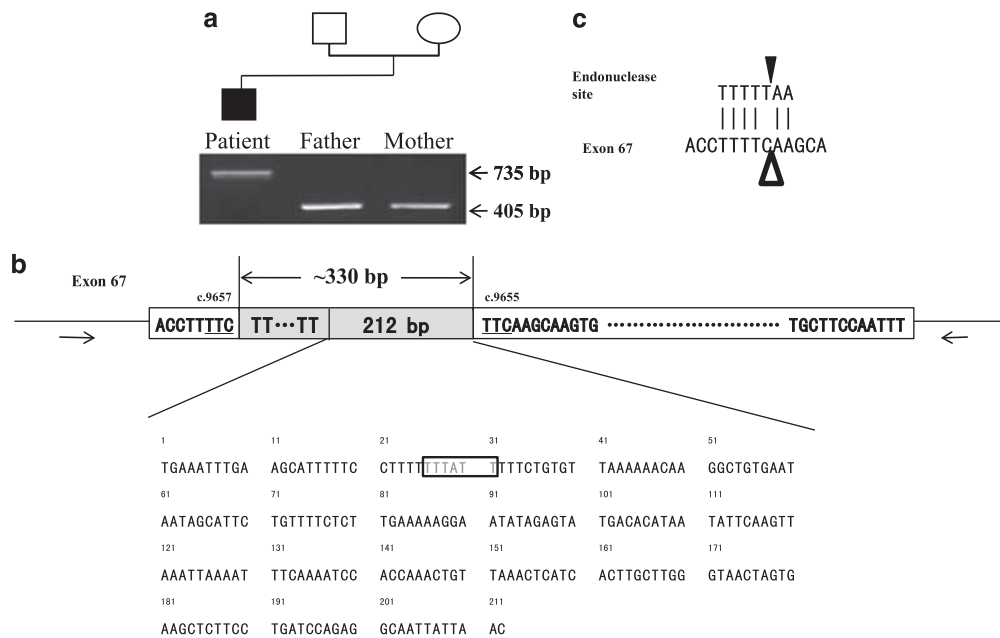 a
c
Endonuclease
site
TTTTTAA
Exon 67
ACCTTTTCAAGCA
Patient Father Mother
735 bp
405 bp
b
Exon 67
~330 bp
c.9657
c.9655
ACCTTTTC TT···TT 212 bp TTCAAGCAAGTG ································ TGCTTCCAATTT
1 11 21 31 41 51
TGAAATTTGA AGCATTTTTC CTTTTTTTAT TTTTCTGTGT TAAAAAACAA GGCTGTGAAT
61 71 81 91 101 111
AATAGCATTC TGTTTTCTCT TGAAAAAGGA ATATAGAGTA TGACACATAA TATTCAAGTT
121 131 141 151 161 171
AAATTAAAAT TTCAAAATCC ACCAAACTGT TAAACTCATC ACTTGCTTGG GTAACTAGTG
181 191 201 211
AAGCTCTTCC TGATCCAGAG GCAATTATTA AC